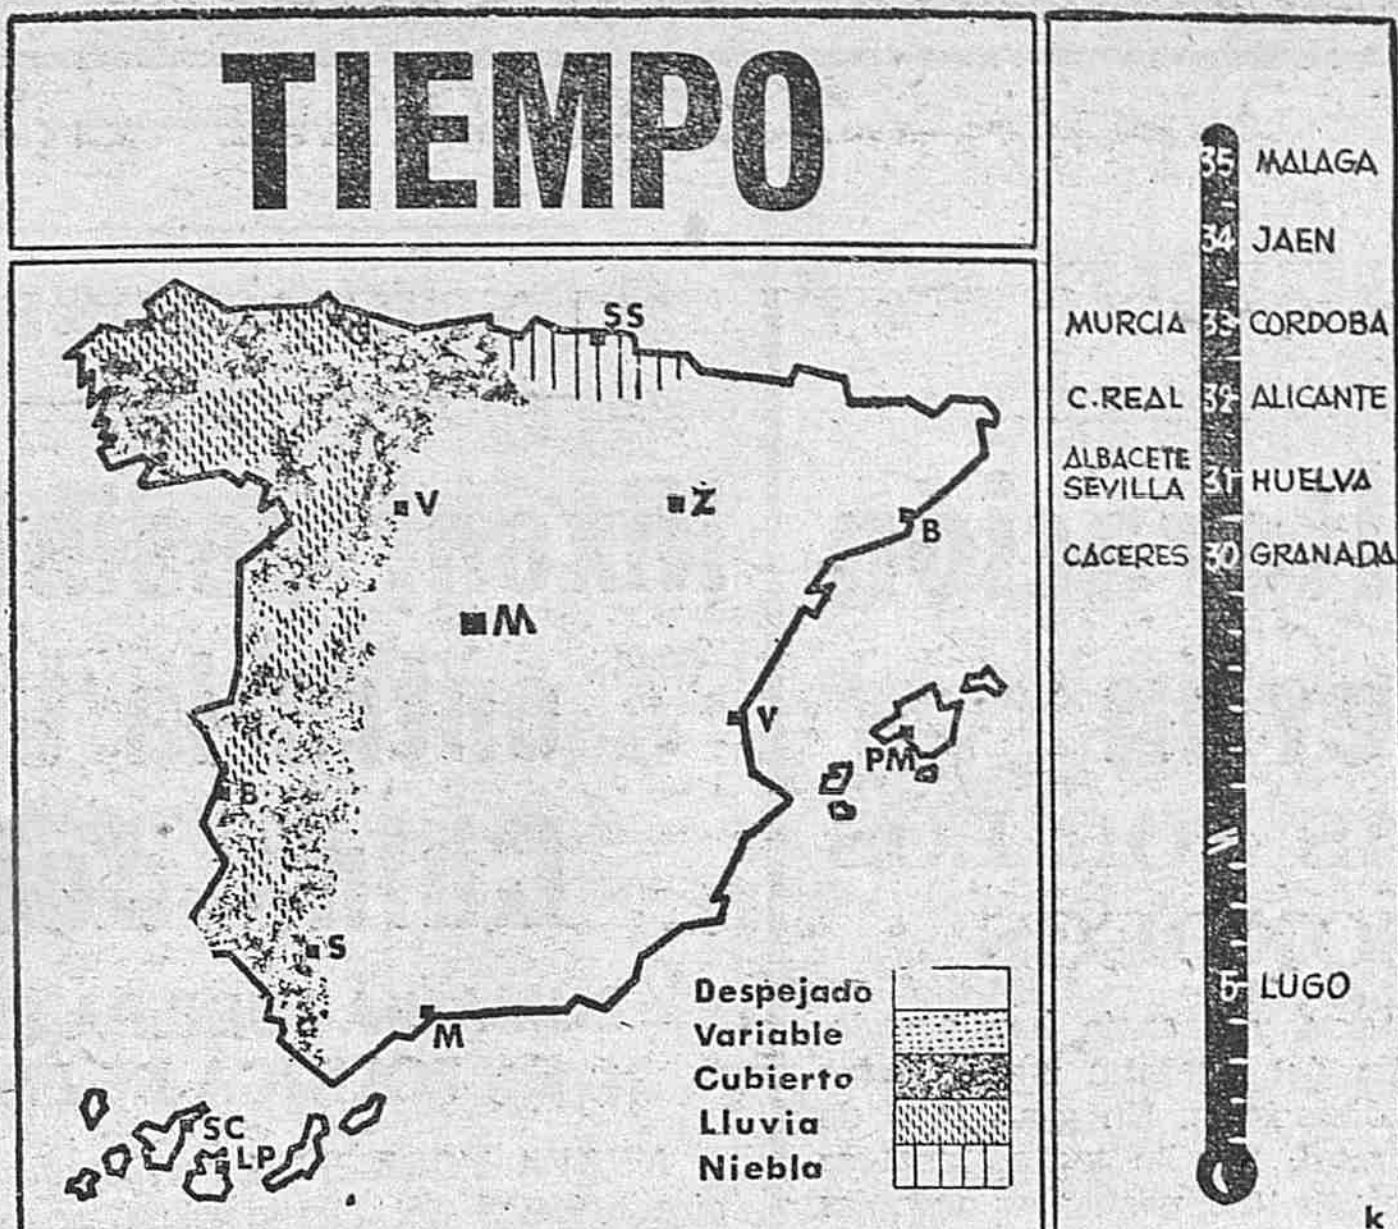 TIEMPO
SS
V
Z
B
M
V
PM
B
S
M
SC
LP
Despejado
Variable
Cubierto
Lluvia
Niebla
35 MALAGA
34 JAEN
MURCIA 33 CORDOBA
C.REAL 32 ALICANTE
ALBACETE
SEVILLA 31 HUELVA
CACERES 30 GRANADA
LUGO
k